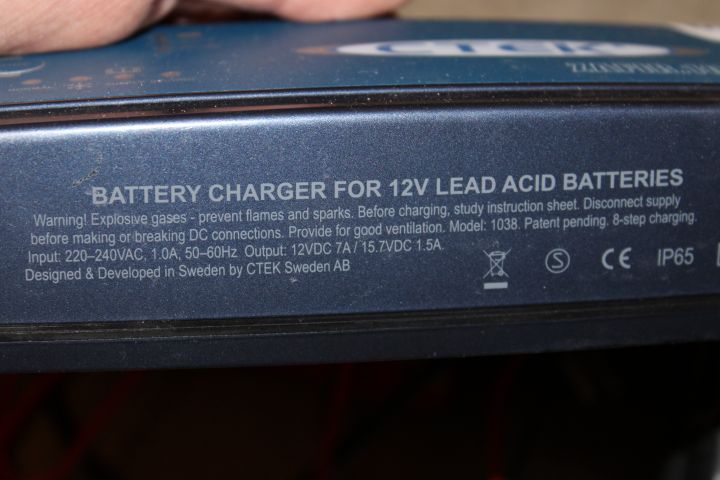 CTEK
BATTERY CHARGER FOR 12V LEAD ACID BATTERIES
Warning! Explosive gases - prevent flames and sparks. Before charging, study instruction sheet. Disconnect supply
before making or breaking DC connections. Provide for good ventilation. Model: 1038. Patent pending. 8-step charging.
Input: 220–240VAC, 1.0A, 50–60Hz Output: 12VDC 7A / 15.7VDC 1.5A
Designed & Developed in Sweden by CTEK Sweden AB
S CE IP65